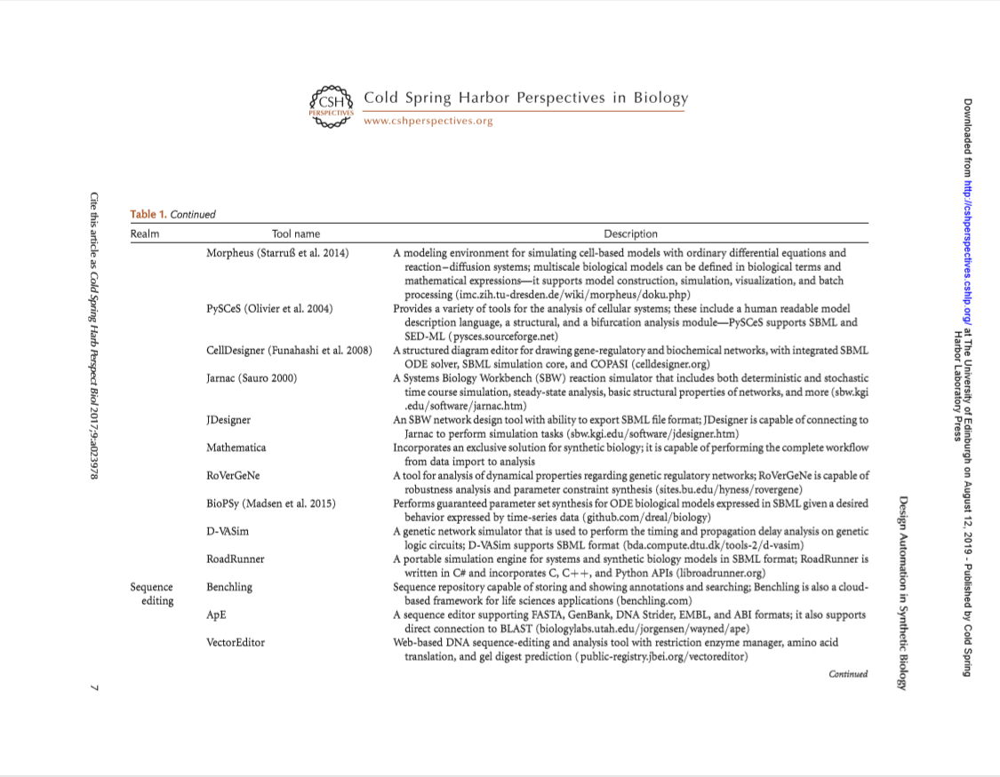 CSH
PERSPECTIVES
Cold Spring Harbor Perspectives in Biology
www.cshperspectives.org
Table 1. Continued
Realm Tool name Description
Morpheus (Starruß et al. 2014) A modeling environment for simulating cell-based models with ordinary differential equations and
reaction–diffusion systems; multiscale biological models can be defined in biological terms and
mathematical expressions—it supports model construction, simulation, visualization, and batch
processing (imc.zih.tu-dresden.de/wiki/morpheus/doku.php)
PySCeS (Olivier et al. 2004) Provides a variety of tools for the analysis of cellular systems; these include a human readable model
description language, a structural, and a bifurcation analysis module—PySCeS supports SBML and
SED-ML (pysces.sourceforge.net)
CellDesigner (Funahashi et al. 2008) A structured diagram editor for drawing gene-regulatory and biochemical networks, with integrated SBML
ODE solver, SBML simulation core, and COPASI (celldesigner.org)
Jarnac (Sauro 2000) A Systems Biology Workbench (SBW) reaction simulator that includes both deterministic and stochastic
time course simulation, steady-state analysis, basic structural properties of networks, and more (sbw.kgi
.edu/software/jarnac.htm)
JDesigner An SBW network design tool with ability to export SBML file format; JDesigner is capable of connecting to
Jarnac to perform simulation tasks (sbw.kgi.edu/software/jdesigner.htm)
Mathematica Incorporates an exclusive solution for synthetic biology; it is capable of performing the complete workflow
from data import to analysis
RoVerGeNe A tool for analysis of dynamical properties regarding genetic regulatory networks; RoVerGeNe is capable of
robustness analysis and parameter constraint synthesis (sites.bu.edu/hyness/rovergene)
BioPSy (Madsen et al. 2015) Performs guaranteed parameter set synthesis for ODE biological models expressed in SBML given a desired
behavior expressed by time-series data (github.com/dreal/biology)
D-VASim A genetic network simulator that is used to perform the timing and propagation delay analysis on genetic
logic circuits; D-VASim supports SBML format (bda.compute.dtu.dk/tools-2/d-vasim)
RoadRunner A portable simulation engine for systems and synthetic biology models in SBML format; RoadRunner is
written in C# and incorporates C, C++, and Python APIs (libroadrunner.org)
Sequence Benchling Sequence repository capable of storing and showing annotations and searching; Benchling is also a cloud-
editing based framework for life sciences applications (benchling.com)
ApE A sequence editor supporting FASTA, GenBank, DNA Strider, EMBL, and ABI formats; it also supports
direct connection to BLAST (biologylabs.utah.edu/jorgensen/wayned/ape)
VectorEditor Web-based DNA sequence-editing and analysis tool with restriction enzyme manager, amino acid
translation, and gel digest prediction (public-registry.jbei.org/vectoreditor)
Continued
Cite this article as Cold Spring Harb Perspect Biol 2017;9:a023978
7
Design Automation in Synthetic Biology
Downloaded from http://cshperspectives.cshlp.org/ at The University of Edinburgh on August 12, 2019 - Published by Cold Spring
Harbor Laboratory Press